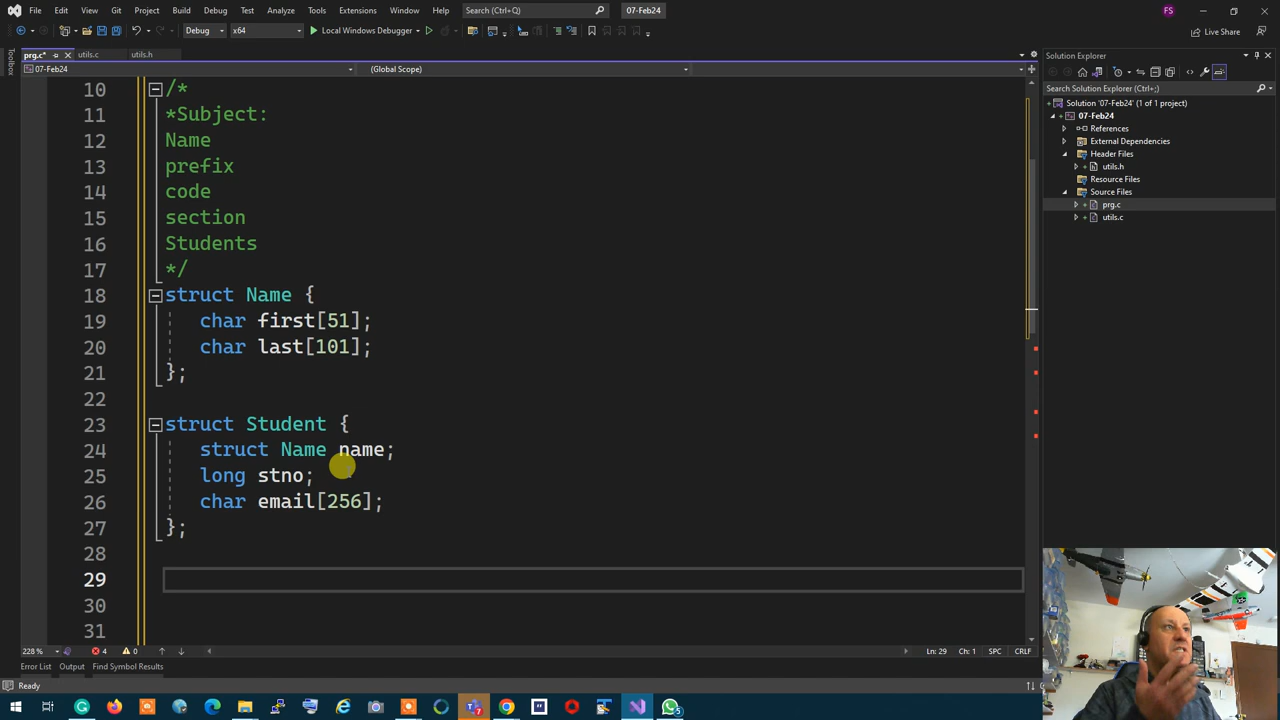 File Edit View Git Project Build Debug Test Analyze Tools Extensions Window Help Search (Ctrl+Q) 07-Feb24 FS
Debug x64 Local Windows Debugger Live Share
prg.c* utils.c utils.h
Solution Explorer
07-Feb24 (Global Scope)
Toolbox
Search Solution Explorer (Ctrl+;)
Solution '07-Feb24' (1 of 1 project)
07-Feb24
References
External Dependencies
Header Files
utils.h
Resource Files
Source Files
prg.c
utils.c
10 /*
11 *Subject:
12 Name
13 prefix
14 code
15 section
16 Students
17 */
18 struct Name {
19 char first[51];
20 char last[101];
21 };
22
23 struct Student {
24 struct Name name;
25 long stno;
26 char email[256];
27 };
28
29
30
31
228 % 4 0 Ln: 29 Ch: 1 SPC CRLF
Error List Output Find Symbol Results
Ready